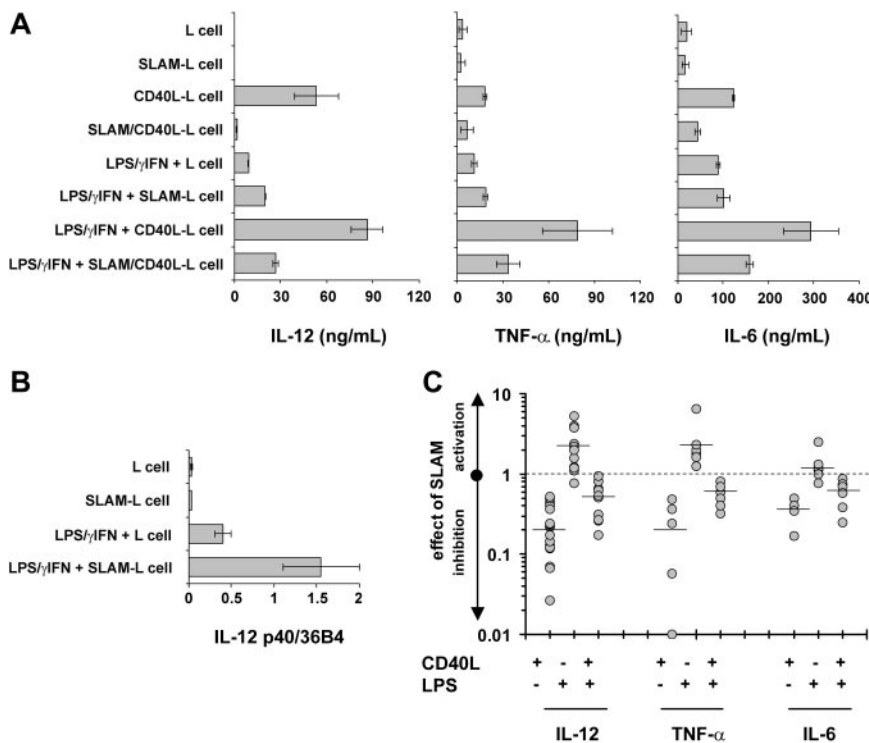 A
L cell
SLAM-L cell
CD40L-L cell
SLAM/CD40L-L cell
LPS/γIFN + L cell
LPS/γIFN + SLAM-L cell
LPS/γIFN + CD40L-L cell
LPS/γIFN + SLAM/CD40L-L cell
0 30 60 90 120
IL-12 (ng/mL)
0 30 60 90 120
TNF-α (ng/mL)
0 100 200 300 400
IL-6 (ng/mL)
B
L cell
SLAM-L cell
LPS/γIFN + L cell
LPS/γIFN + SLAM-L cell
0 0.5 1 1.5 2
IL-12 p40/36B4
C
effect of SLAM
inhibition activation
10
1
0.1
0.01
CD40L + - + + - + + - +
LPS - + + - + + - + +
IL-12 TNF-α IL-6